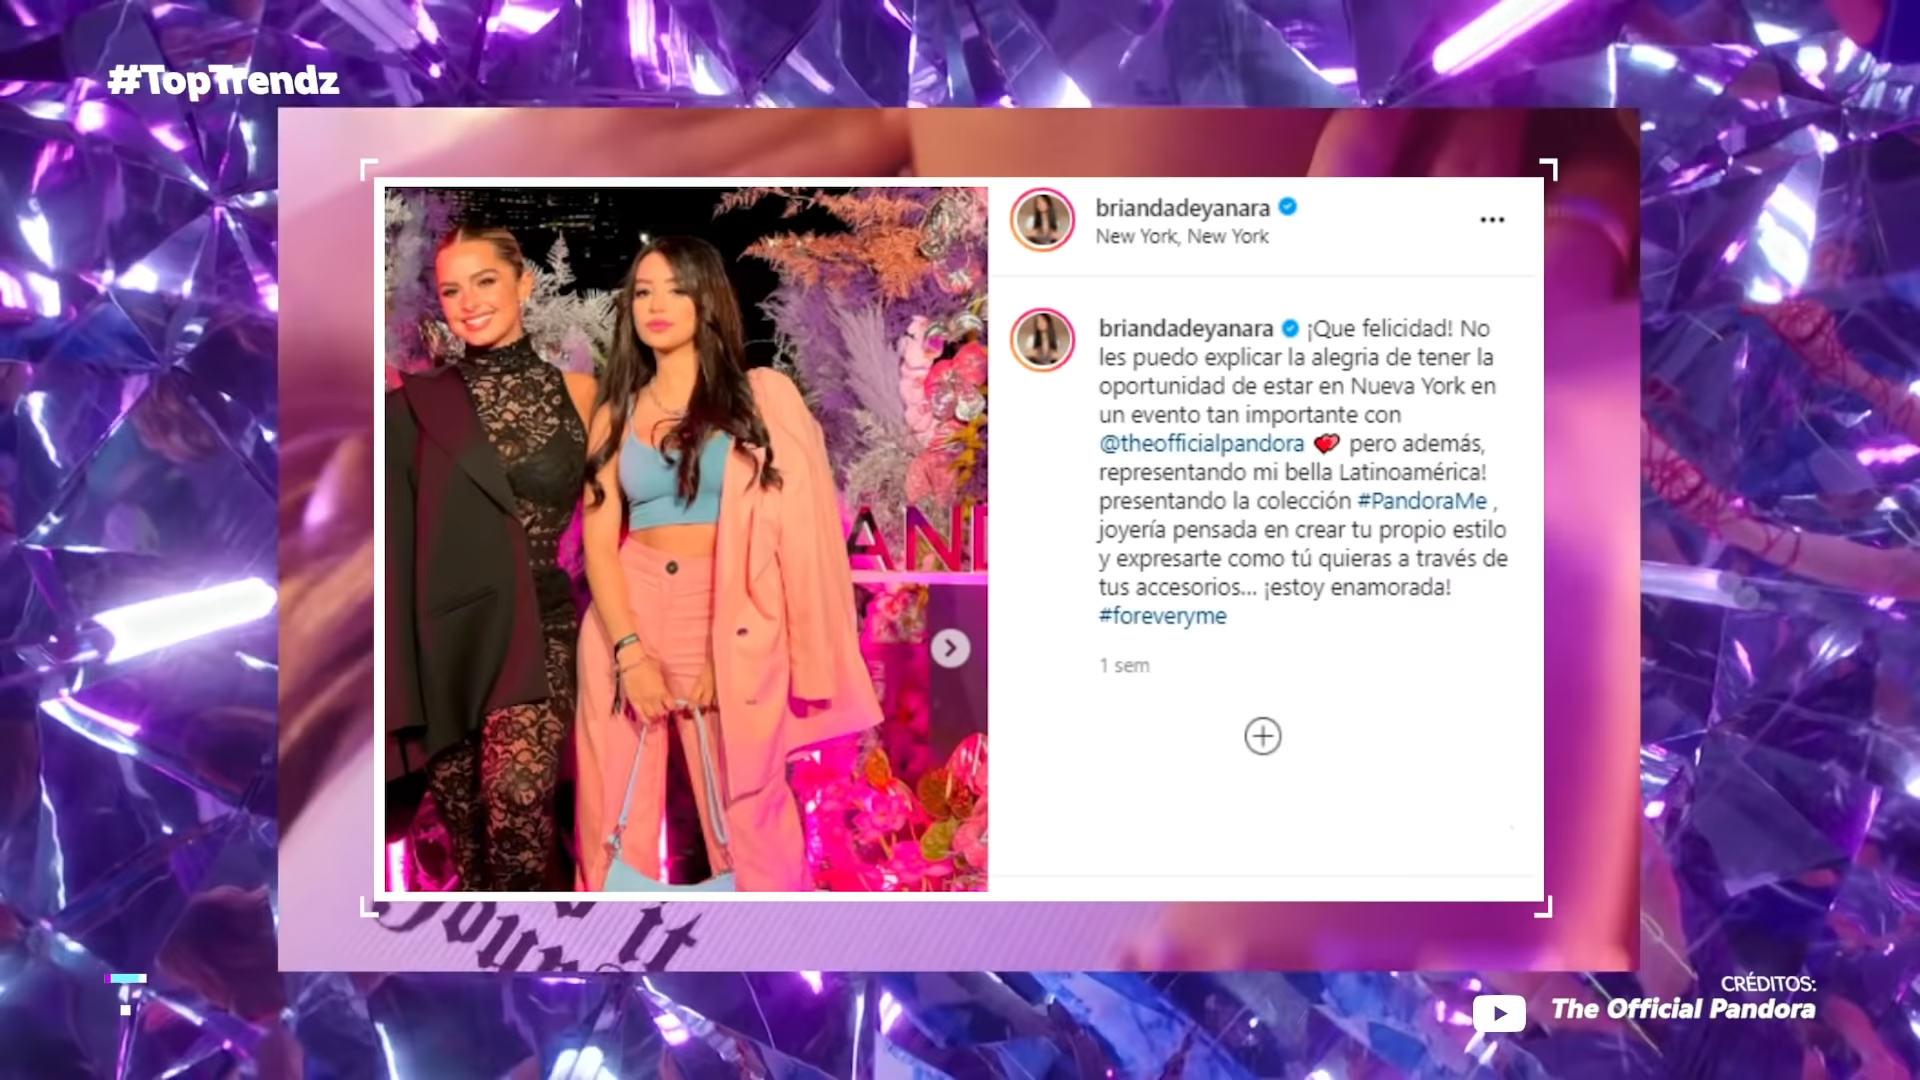 #TopTrendz
briandadeyanara
New York, New York
briandadeyanara ¡Que felicidad! No
les puedo explicar la alegria de tener la
oportunidad de estar en Nueva York en
un evento tan importante con
@theofficialpandora pero además,
representando mi bella Latinoamérica!
presentando la colección #PandoraMe ,
joyería pensada en crear tu propio estilo
y expresarte como tú quieras a través de
tus accesorios... ¡estoy enamorada!
#foreveryme
1 sem
AND
it
your
CRÉDITOS:
The Official Pandora